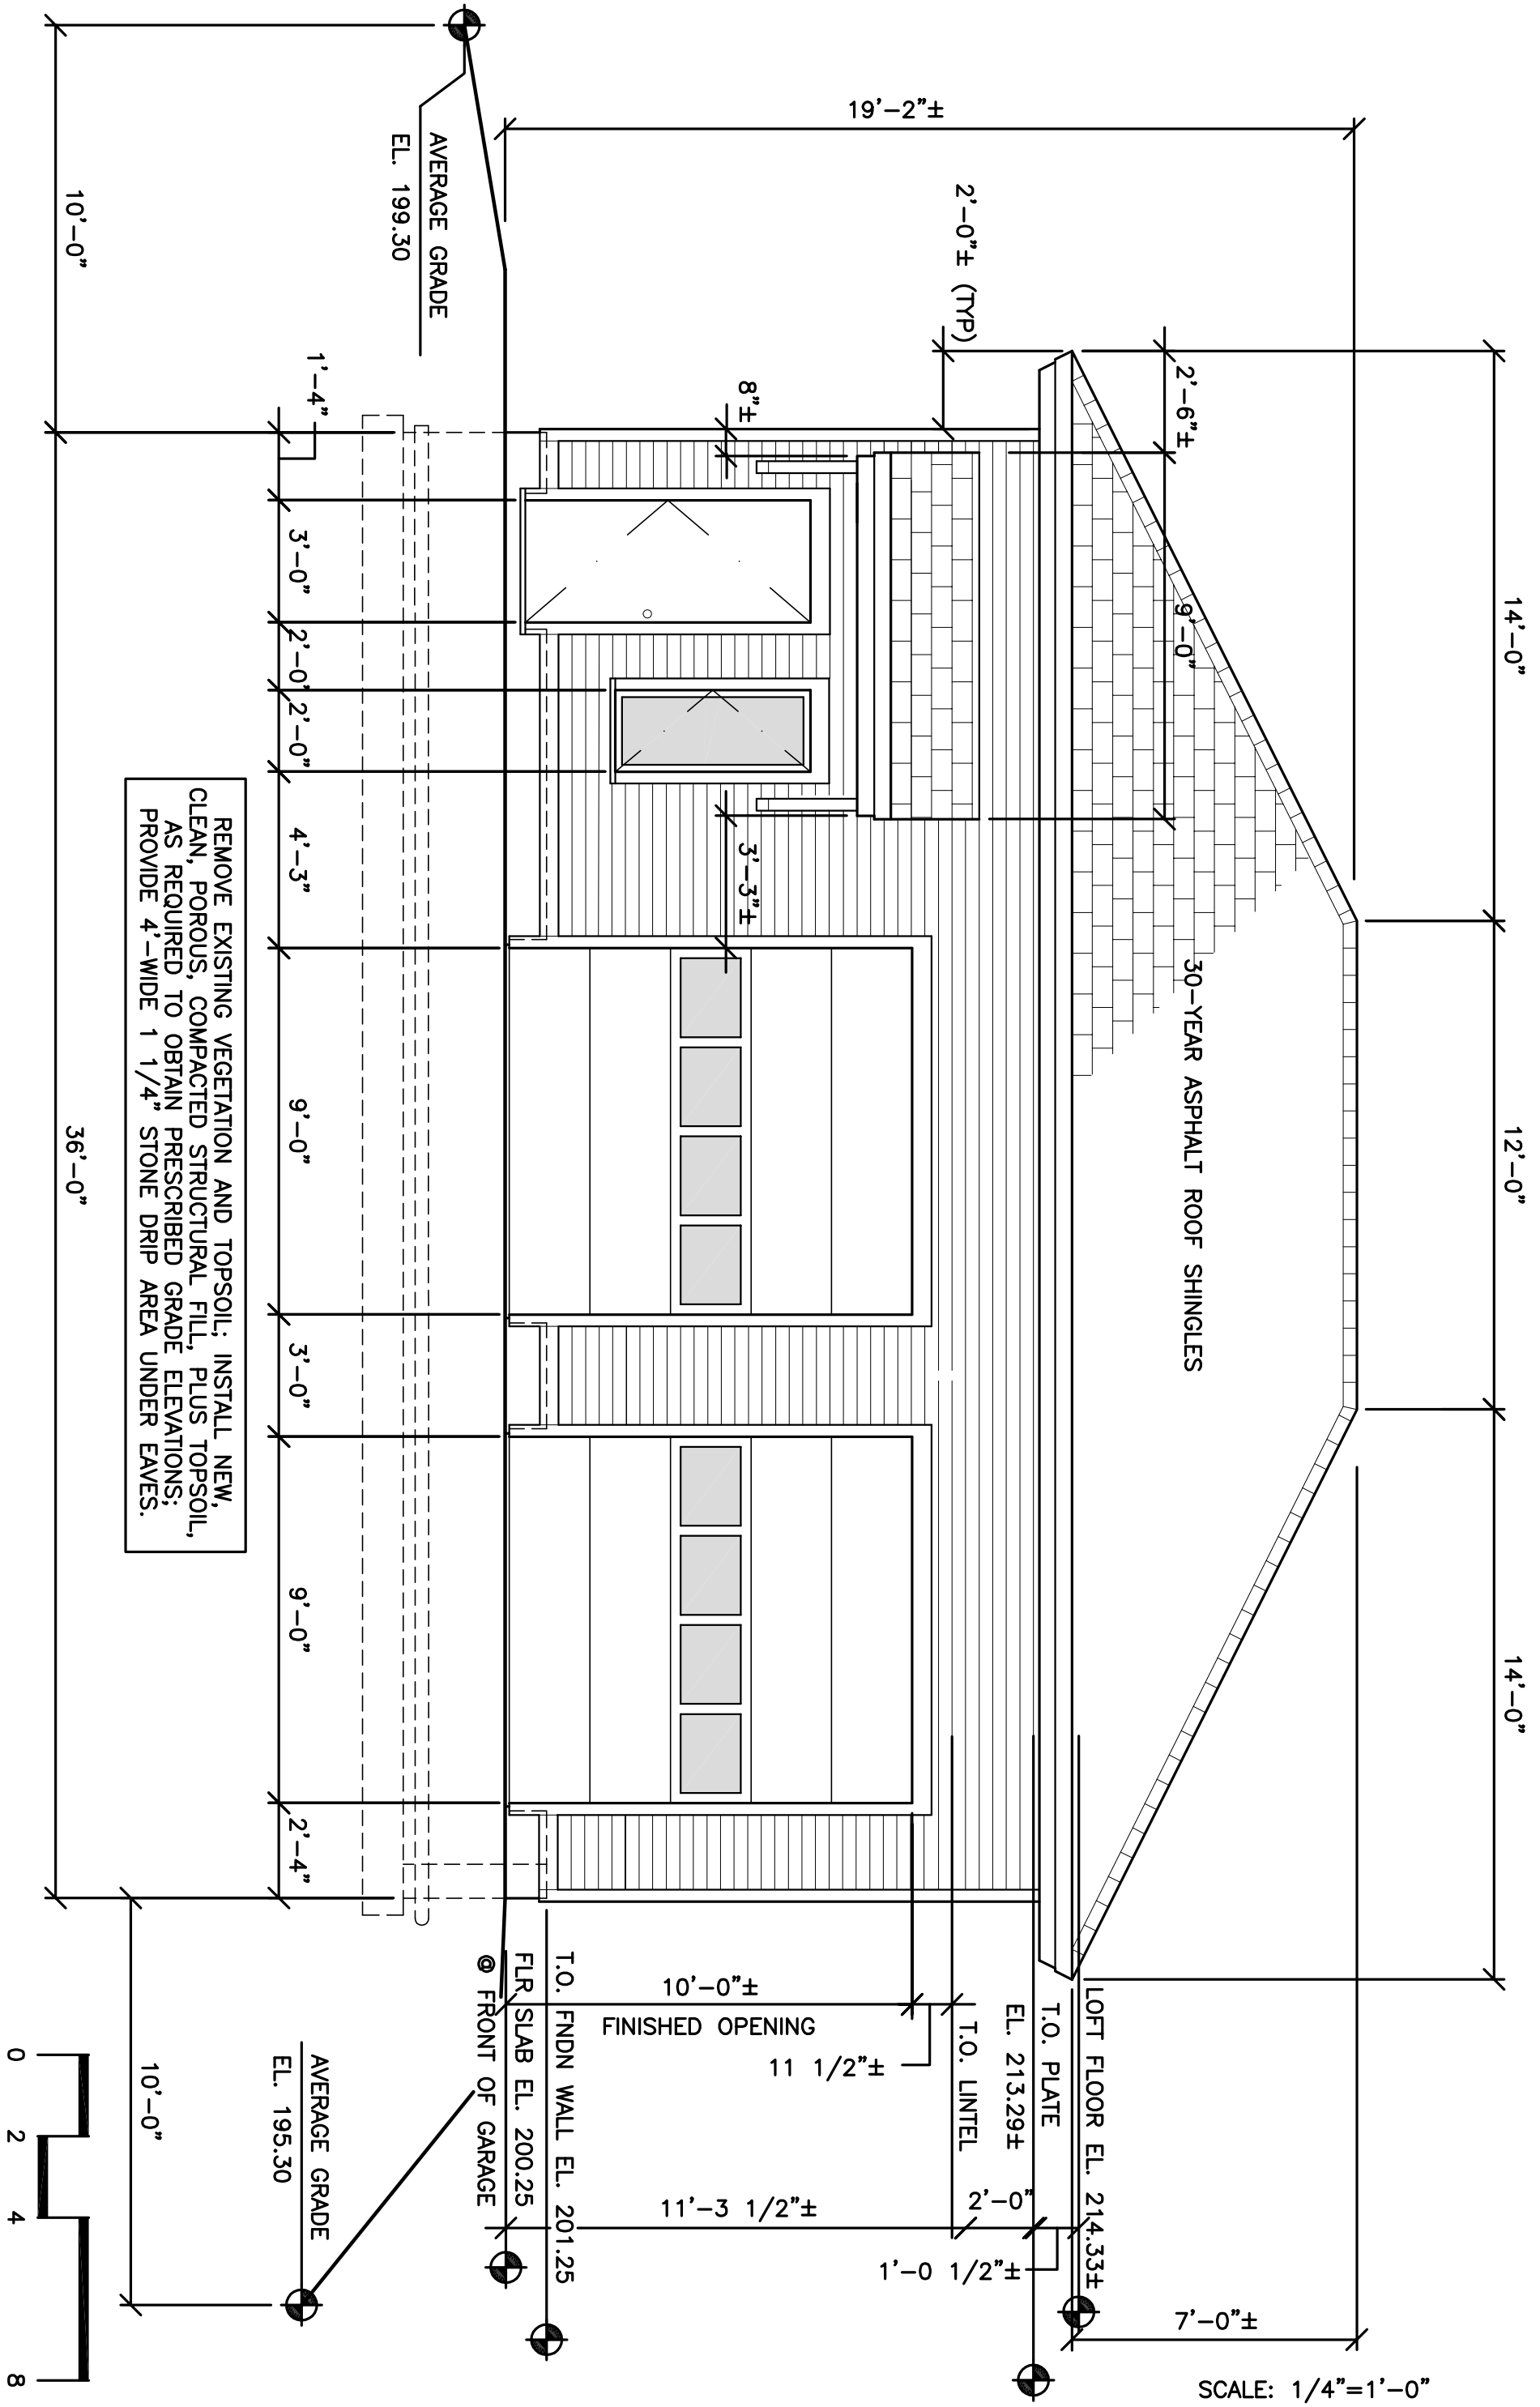 14'-0"
12'-0"
14'-0"
2'-6"±
9'-0"
30-YEAR ASPHALT ROOF SHINGLES
19'-2"±
2'-0"± (TYP)
8"±
3'-3"±
LOFT FLOOR EL. 214.33±
T.O. PLATE
EL. 213.29±
T.O. LINTEL
10'-0"±
FINISHED OPENING
11 1/2"±
T.O. FNDN WALL EL. 201.25
FLR SLAB EL. 200.25
@ FRONT OF GARAGE
7'-0"±
1'-0 1/2"±
2'-0"
11'-3 1/2"±
AVERAGE GRADE
EL. 199.30
AVERAGE GRADE
EL. 195.30
1'-4"
3'-0"
2'-0"
2'-0"
4'-3"
9'-0"
3'-0"
9'-0"
2'-4"
REMOVE EXISTING VEGETATION AND TOPSOIL; INSTALL NEW,
CLEAN, POROUS, COMPACTED STRUCTURAL FILL, PLUS TOPSOIL,
AS REQUIRED TO OBTAIN PRESCRIBED GRADE ELEVATIONS;
PROVIDE 4'-WIDE 1 1/4" STONE DRIP AREA UNDER EAVES.
10'-0"
36'-0"
10'-0"
0 2 4 8
SCALE: 1/4"=1'-0"